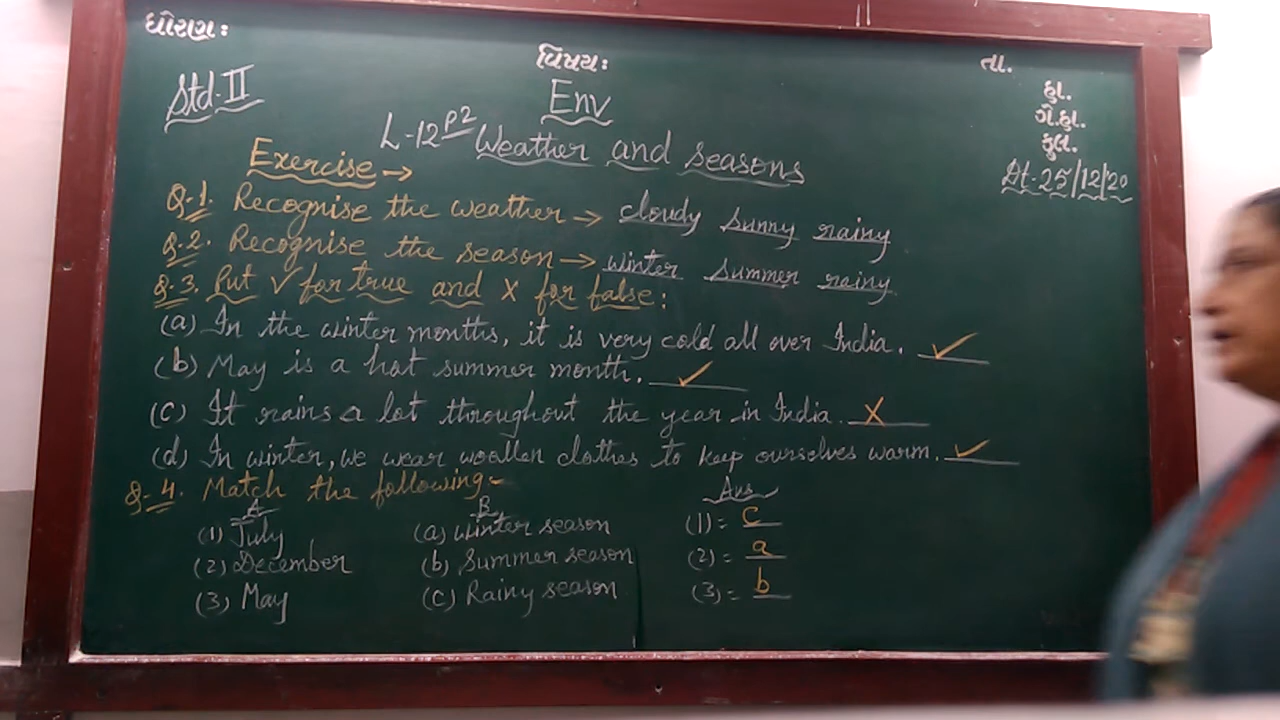 ધોરણ:
વિષય:
તા.
હા.
ગે.હા.
કુલ.
Std-II
Env
L-12 P2 Weather and seasons
Dt-25/12/20
Exercise →
Q-1. Recognise the weather → cloudy sunny rainy
Q-2. Recognise the season → winter summer rainy
Q-3. Put √ for true and X for false:
(a) In the winter months, it is very cold all over India. ✓
(b) May is a hot summer month. ✓
(c) It rains a lot throughout the year in India. X
(d) In winter, we wear woollen clothes to keep ourselves warm. ✓
Q-4. Match the following-
A B Ans
(1) July (a) Winter season (1) = c
(2) December (b) Summer season (2) = a
(3) May (c) Rainy season (3) = b